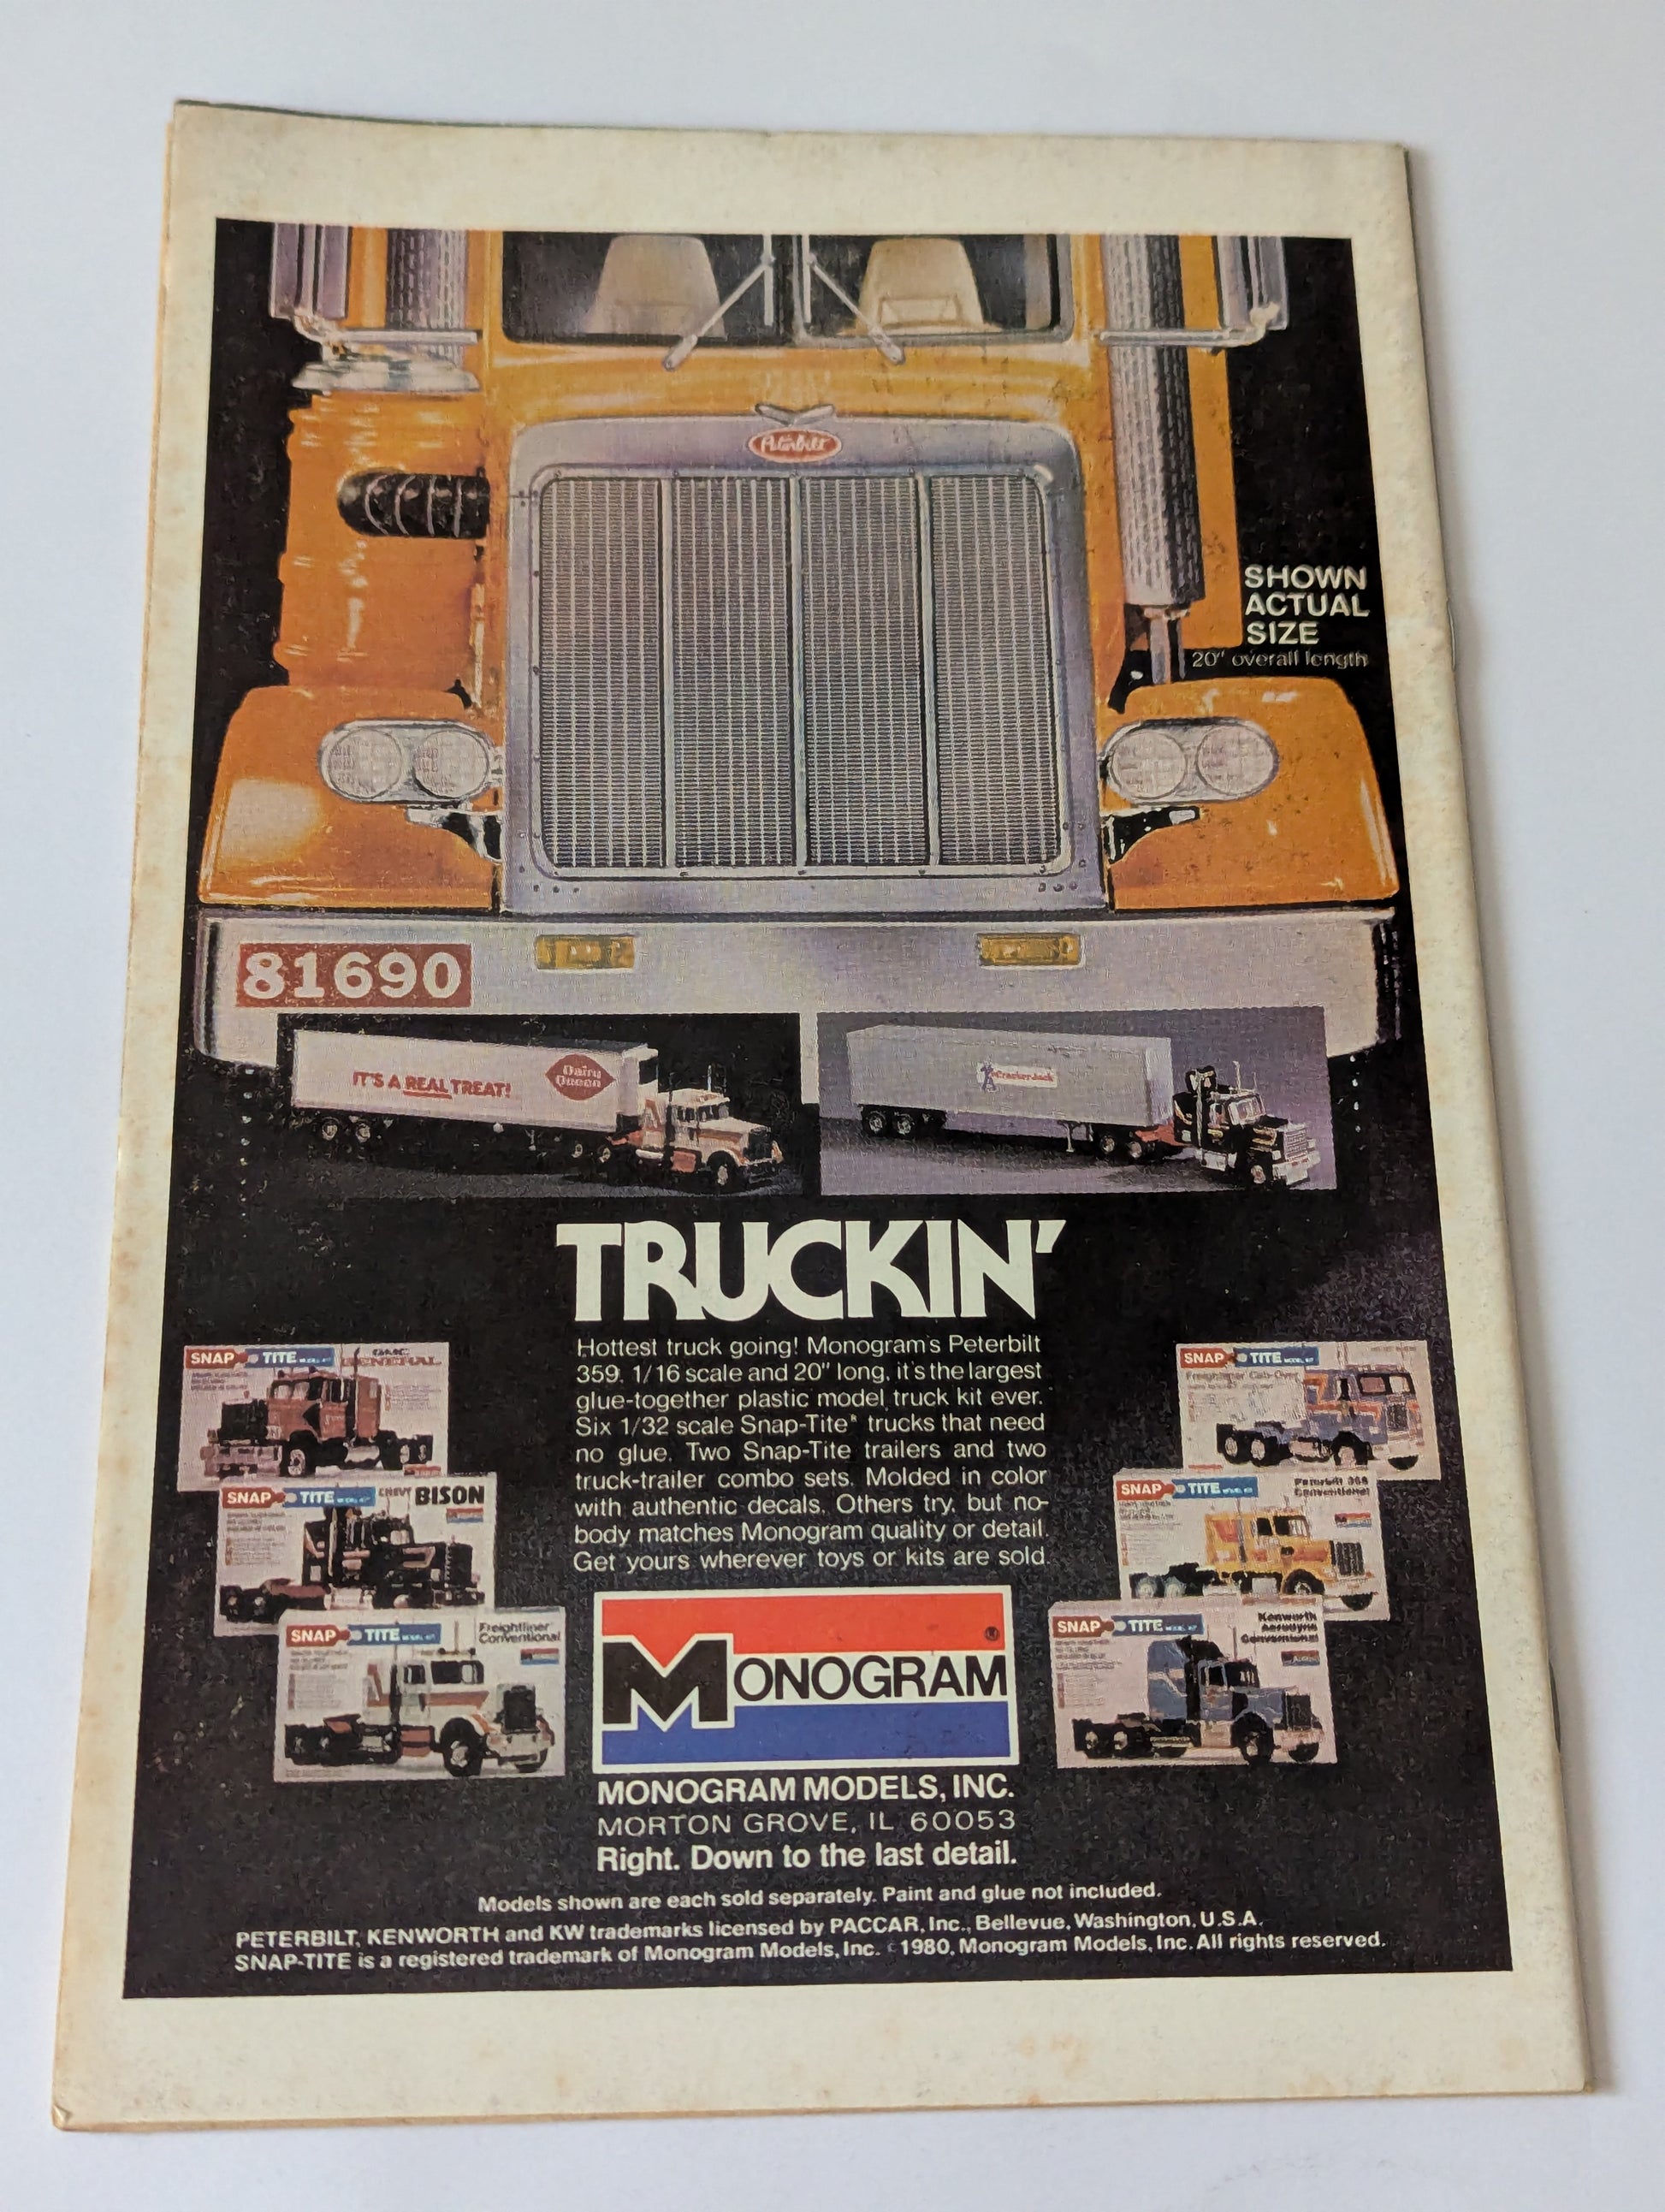 Peterbilt
SHOWN
ACTUAL
SIZE
20" overall length
81690
IT'S A REAL TREAT!
Dairy
Queen
Cracker Jack
TRUCKIN'
Hottest truck going! Monogram's Peterbilt
359. 1/16 scale and 20" long, it's the largest
glue-together plastic model truck kit ever.
Six 1/32 scale Snap-Tite® trucks that need
no glue. Two Snap-Tite trailers and two
truck-trailer combo sets. Molded in color
with authentic decals. Others try, but no-
body matches Monogram quality or detail.
Get yours wherever toys or kits are sold.
SNAP TITE
GMC
GENERAL
SNAP TITE
CHEVY BISON
SNAP TITE
Freightliner
Conventional
SNAP TITE
Freightliner Cab-Over
SNAP TITE
Peterbilt
Conventional
SNAP TITE
Kenworth
Aerodyne
Conventional
MONOGRAM ®
MONOGRAM MODELS, INC.
MORTON GROVE, IL 60053
Right. Down to the last detail.
Models shown are each sold separately. Paint and glue not included.
PETERBILT, KENWORTH and KW trademarks licensed by PACCAR, Inc., Bellevue, Washington, U.S.A.
SNAP-TITE is a registered trademark of Monogram Models, Inc. ©1980, Monogram Models, Inc. All rights reserved.